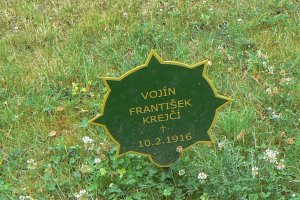 VOJÍN
FRANTIŠEK
KREJČÍ
+
10.2.1916